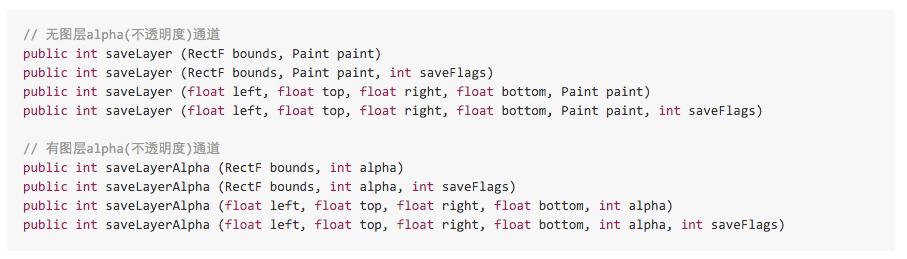 // 无图层alpha(不透明度)通道
public int saveLayer (RectF bounds, Paint paint)
public int saveLayer (RectF bounds, Paint paint, int saveFlags)
public int saveLayer (float left, float top, float right, float bottom, Paint paint)
public int saveLayer (float left, float top, float right, float bottom, Paint paint, int saveFlags)
// 有图层alpha(不透明度)通道
public int saveLayerAlpha (RectF bounds, int alpha)
public int saveLayerAlpha (RectF bounds, int alpha, int saveFlags)
public int saveLayerAlpha (float left, float top, float right, float bottom, int alpha)
public int saveLayerAlpha (float left, float top, float right, float bottom, int alpha, int saveFlags)